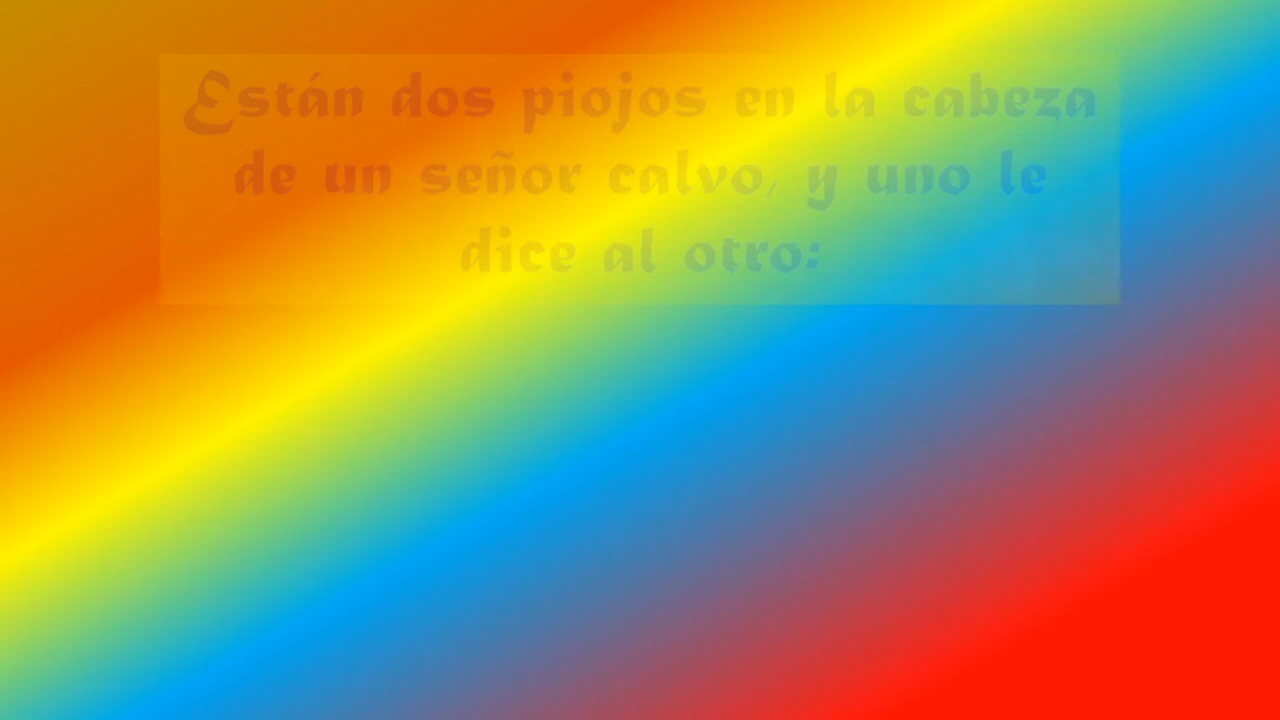 Están dos piojos en la cabeza
de un señor calvo, y uno le
dice al otro: